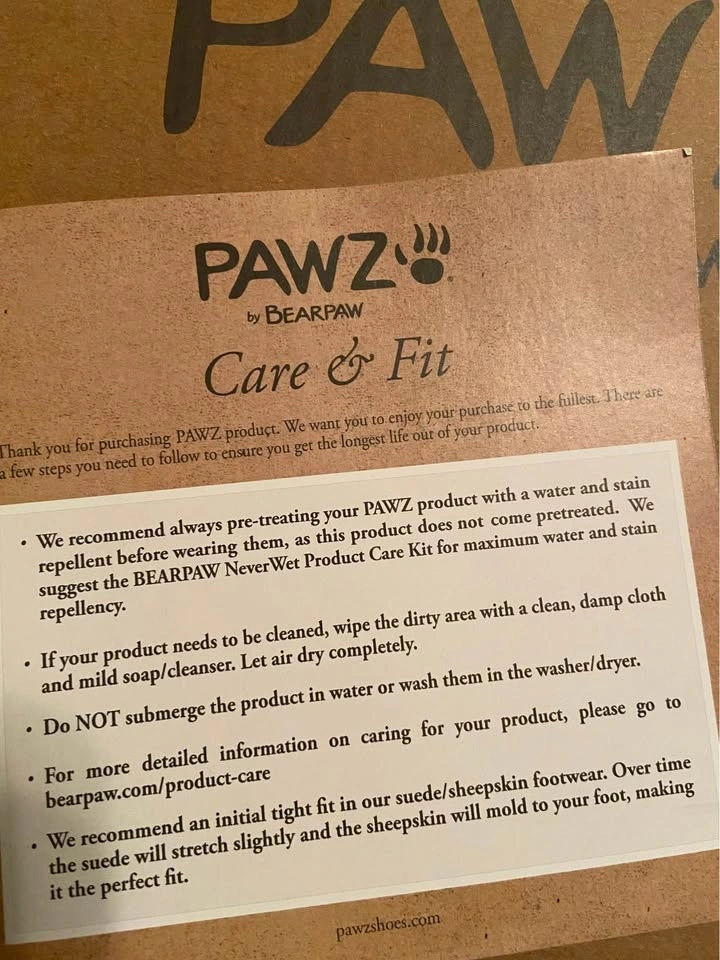 PAW
PAWZ
by BEARPAW
Care & Fit
Thank you for purchasing PAWZ product. We want you to enjoy your purchase to the fullest. There are
a few steps you need to follow to ensure you get the longest life out of your product.
• We recommend always pre-treating your PAWZ product with a water and stain
repellent before wearing them, as this product does not come pretreated. We
suggest the BEARPAW NeverWet Product Care Kit for maximum water and stain
repellency.
• If your product needs to be cleaned, wipe the dirty area with a clean, damp cloth
and mild soap/cleanser. Let air dry completely.
• Do NOT submerge the product in water or wash them in the washer/dryer.
• For more detailed information on caring for your product, please go to
bearpaw.com/product-care
• We recommend an initial tight fit in our suede/sheepskin footwear. Over time
the suede will stretch slightly and the sheepskin will mold to your foot, making
it the perfect fit.
pawzshoes.com